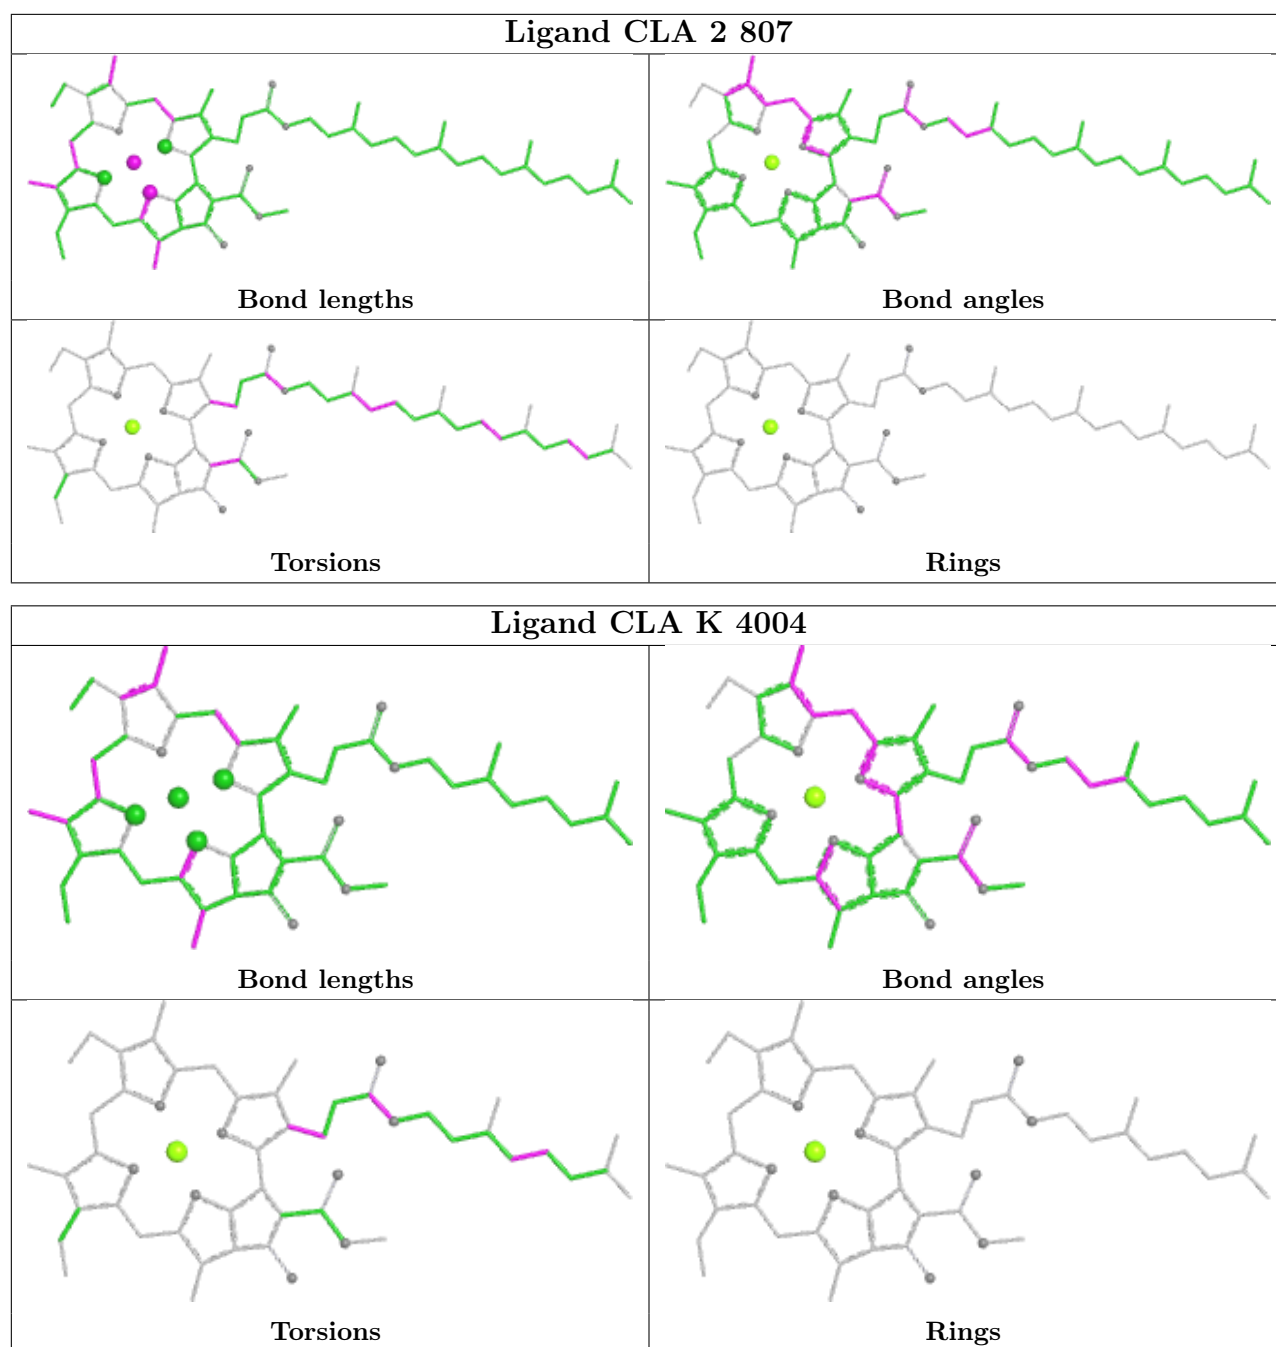 Ligand CLA 2 807
Bond lengths
Bond angles
Torsions
Rings
Ligand CLA K 4004
Bond lengths
Bond angles
Torsions
Rings